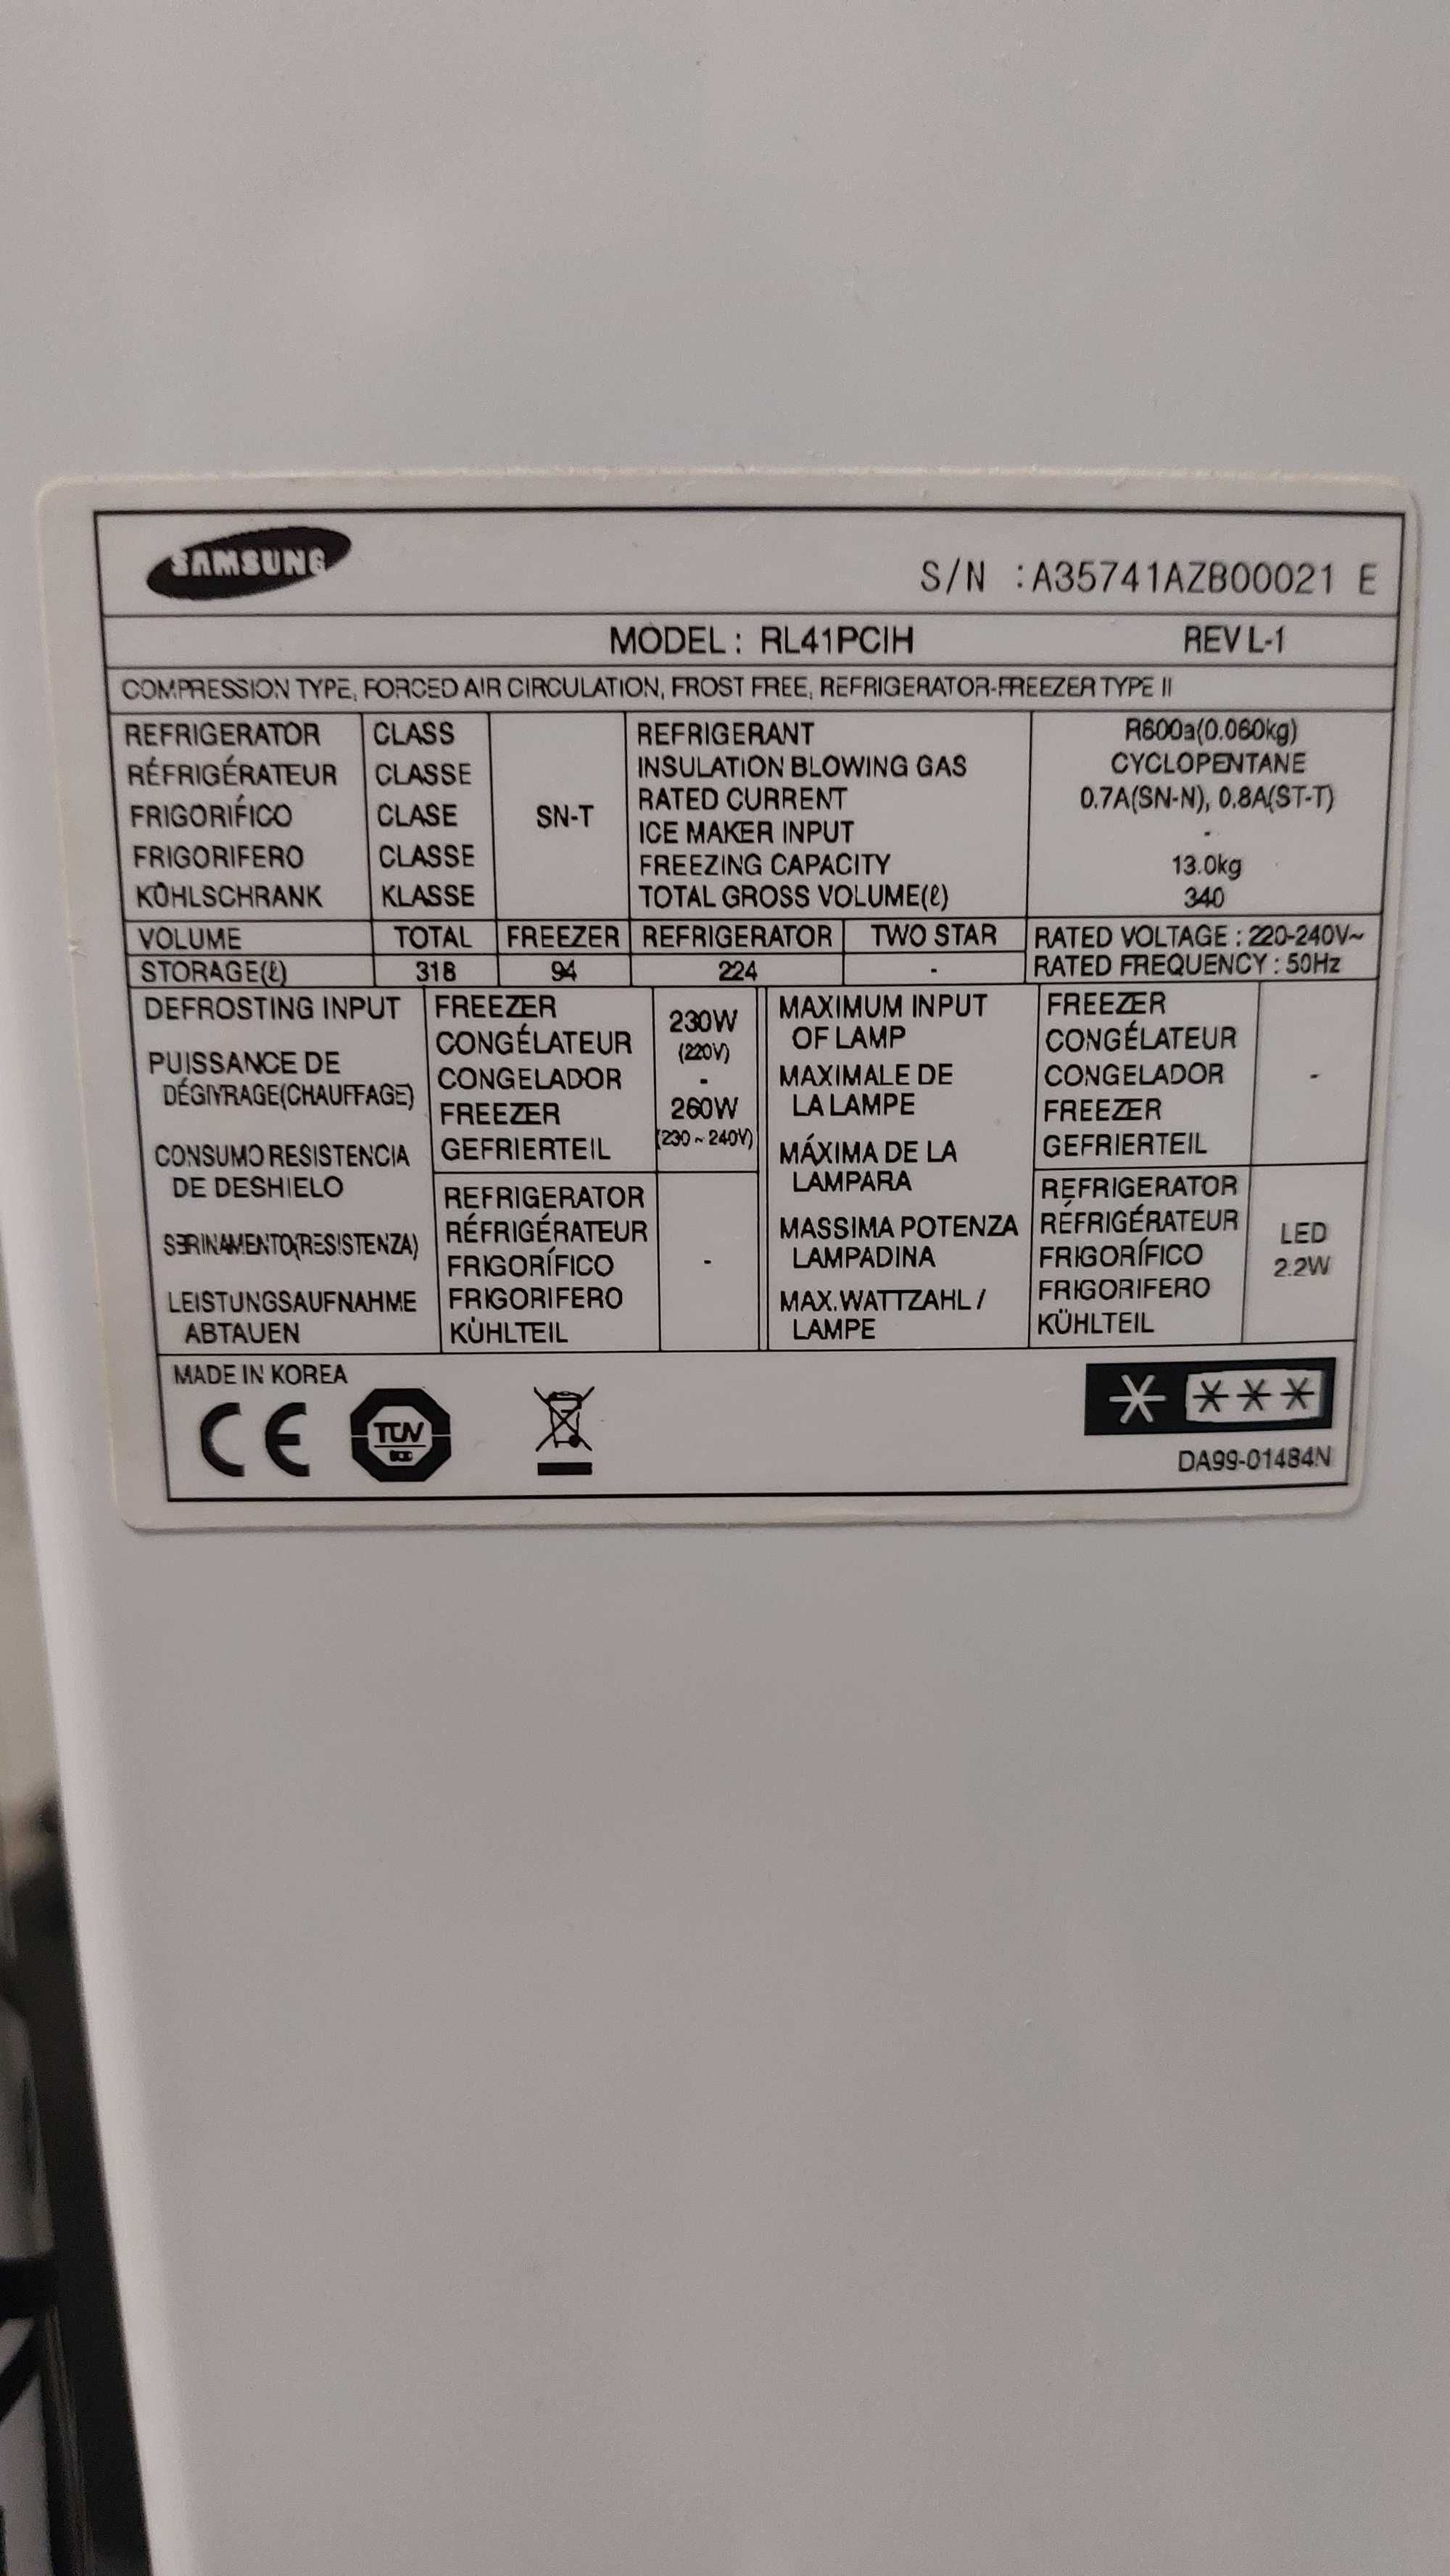 SAMSUNG
S/N : A35741AZB00021 E
MODEL : RL41PCIH REV L-1
COMPRESSION TYPE, FORCED AIR CIRCULATION, FROST FREE, REFRIGERATOR-FREEZER TYPE II
REFRIGERATOR CLASS
RÉFRIGÉRATEUR CLASSE
FRIGORIFÍCO CLASE
FRIGORIFERO CLASSE
KÜHLSCHRANK KLASSE
SN-T
REFRIGERANT R600a(0.060kg)
INSULATION BLOWING GAS CYCLOPENTANE
RATED CURRENT 0.7A(SN-N), 0.8A(ST-T)
ICE MAKER INPUT -
FREEZING CAPACITY 13.0kg
TOTAL GROSS VOLUME(ℓ) 340
VOLUME TOTAL FREEZER REFRIGERATOR TWO STAR
STORAGE(ℓ) 318 94 224 -
RATED VOLTAGE : 220-240V~
RATED FREQUENCY : 50Hz
DEFROSTING INPUT
PUISSANCE DE
DÉGIVRAGE(CHAUFFAGE)
CONSUMO RESISTENCIA
DE DESHIELO
SBRINAMENTO(RESISTENZA)
LEISTUNGSAUFNAHME
ABTAUEN
FREEZER
CONGÉLATEUR
CONGELADOR
FREEZER
GEFRIERTEIL
230W
(220V)
-
260W
(230 ~ 240V)
REFRIGERATOR
RÉFRIGÉRATEUR
FRIGORÍFICO
FRIGORIFERO
KÜHLTEIL
-
MAXIMUM INPUT
OF LAMP
MAXIMALE DE
LA LAMPE
MÁXIMA DE LA
LAMPARA
MASSIMA POTENZA
LAMPADINA
MAX.WATTZAHL /
LAMPE
FREEZER
CONGÉLATEUR
CONGELADOR
FREEZER
GEFRIERTEIL
-
REFRIGERATOR
RÉFRIGÉRATEUR
FRIGORÍFICO
FRIGORIFERO
KÜHLTEIL
LED
2.2W
MADE IN KOREA
CE
TÜV
DA99-01484N